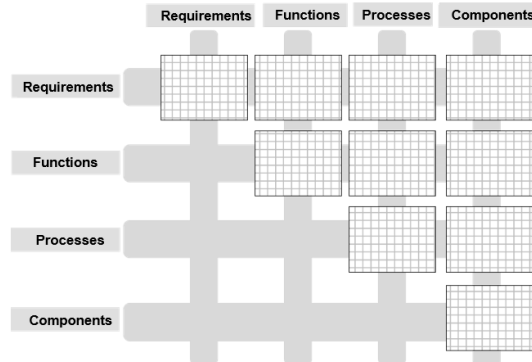 Requirements
Functions
Processes
Components
Requirements
Functions
Processes
Components